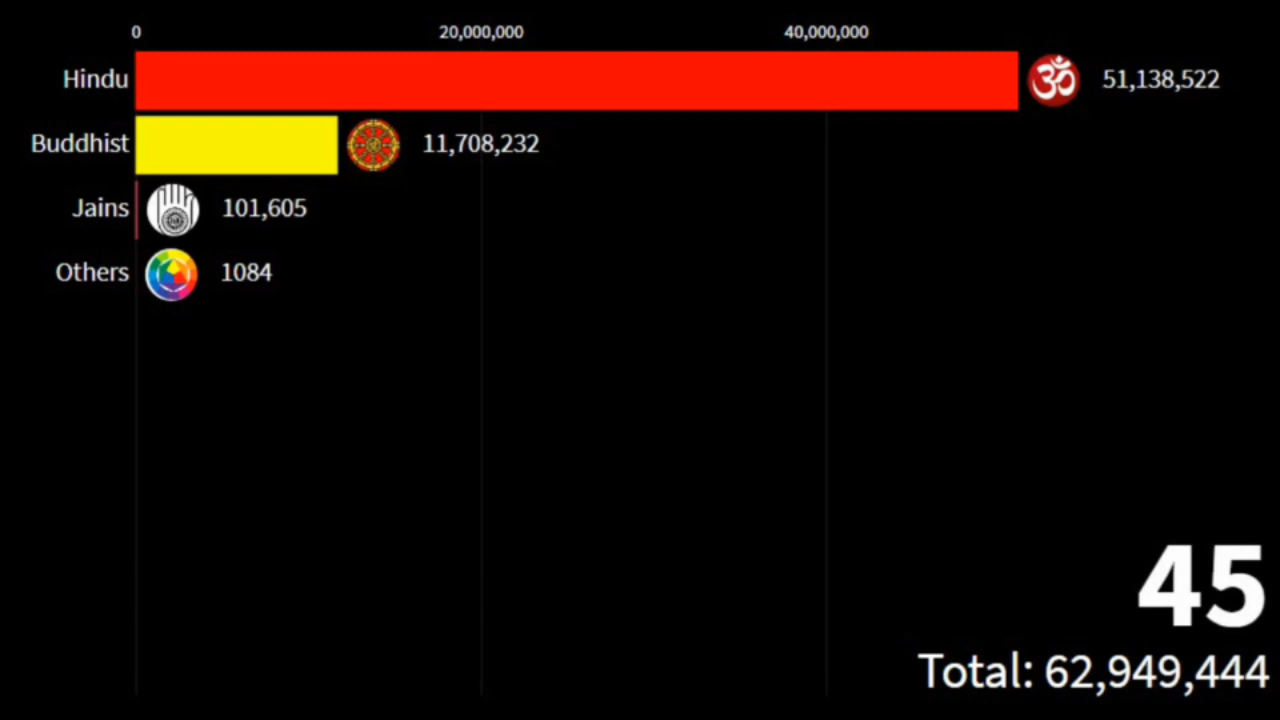 0 20,000,000 40,000,000
Hindu 51,138,522
Buddhist 11,708,232
Jains 101,605
Others 1084
45
Total: 62,949,444